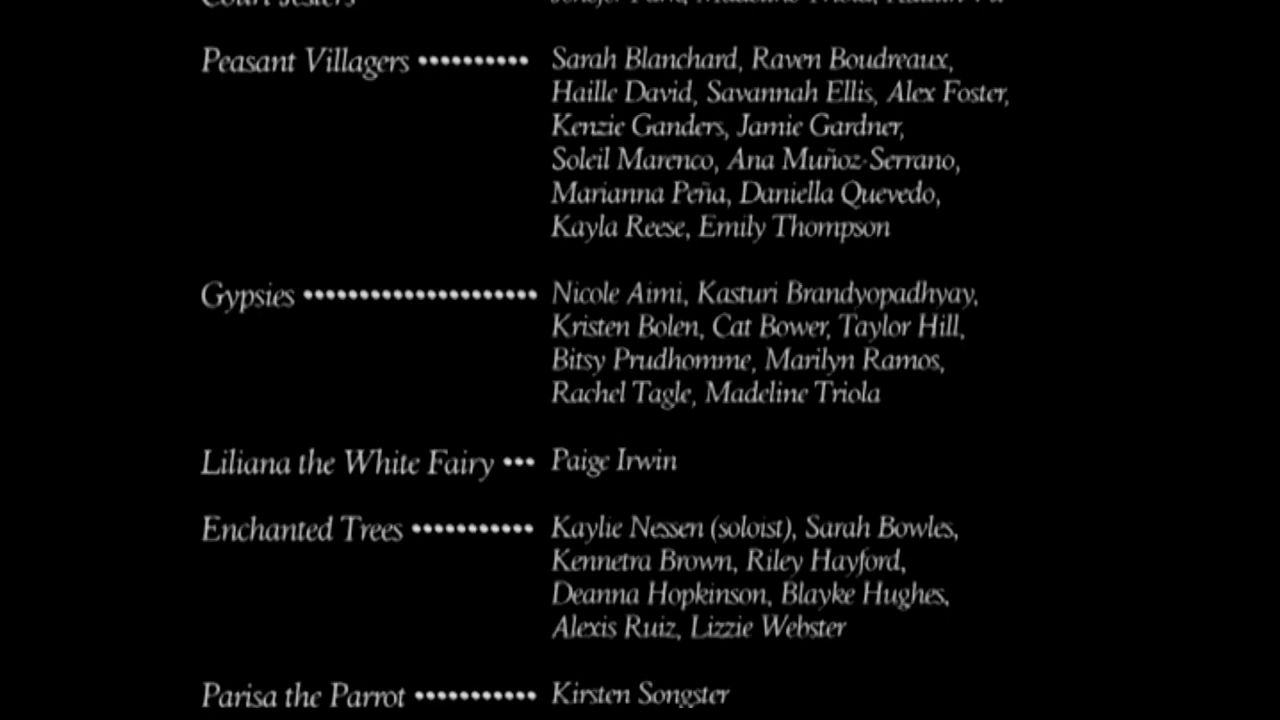 Court Jesters
Peasant Villagers •••••••••• Sarah Blanchard, Raven Boudreaux,
Haille David, Savannah Ellis, Alex Foster,
Kenzie Ganders, Jamie Gardner,
Soleil Marenco, Ana Muñoz-Serrano,
Marianna Peña, Daniella Quevedo,
Kayla Reese, Emily Thompson
Gypsies ••••••••••••••••••••• Nicole Aimi, Kasturi Brandyopadhyay,
Kristen Bolen, Cat Bower, Taylor Hill,
Bitsy Prudhomme, Marilyn Ramos,
Rachel Tagle, Madeline Triola
Liliana the White Fairy ••• Paige Irwin
Enchanted Trees ••••••••••• Kaylie Nessen (soloist), Sarah Bowles,
Kennetra Brown, Riley Hayford,
Deanna Hopkinson, Blayke Hughes,
Alexis Ruiz, Lizzie Webster
Parisa the Parrot ••••••••••• Kirsten Songster